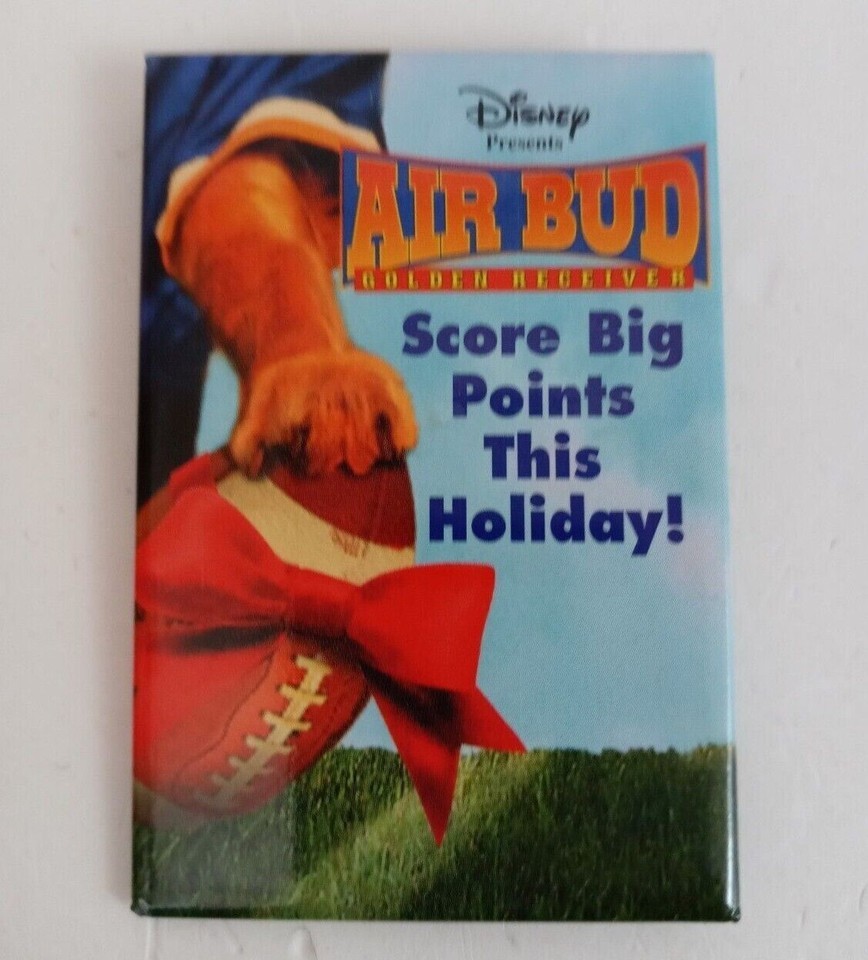 Disney
Presents
AIR BUD
GOLDEN RECEIVER
Score Big
Points
This
Holiday!